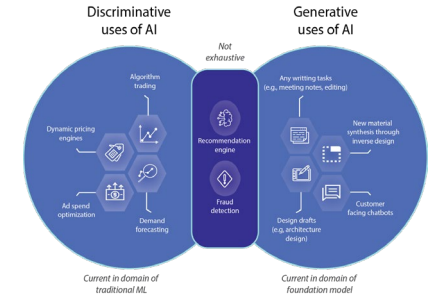 Discriminative
uses of AI
Generative
uses of AI
Not
exhaustive
Algorithm
trading
Dynamic pricing
engines
Ad spend
optimization
Demand
forecasting
Recommendation
engine
Fraud
detection
Any writting tasks
(e.g., meeting notes, editing)
New material
synthesis through
inverse design
Design drafts
(e.g, architecture
design)
Customer
facing chatbots
Current in domain of
traditional ML
Current in domain of
foundation model